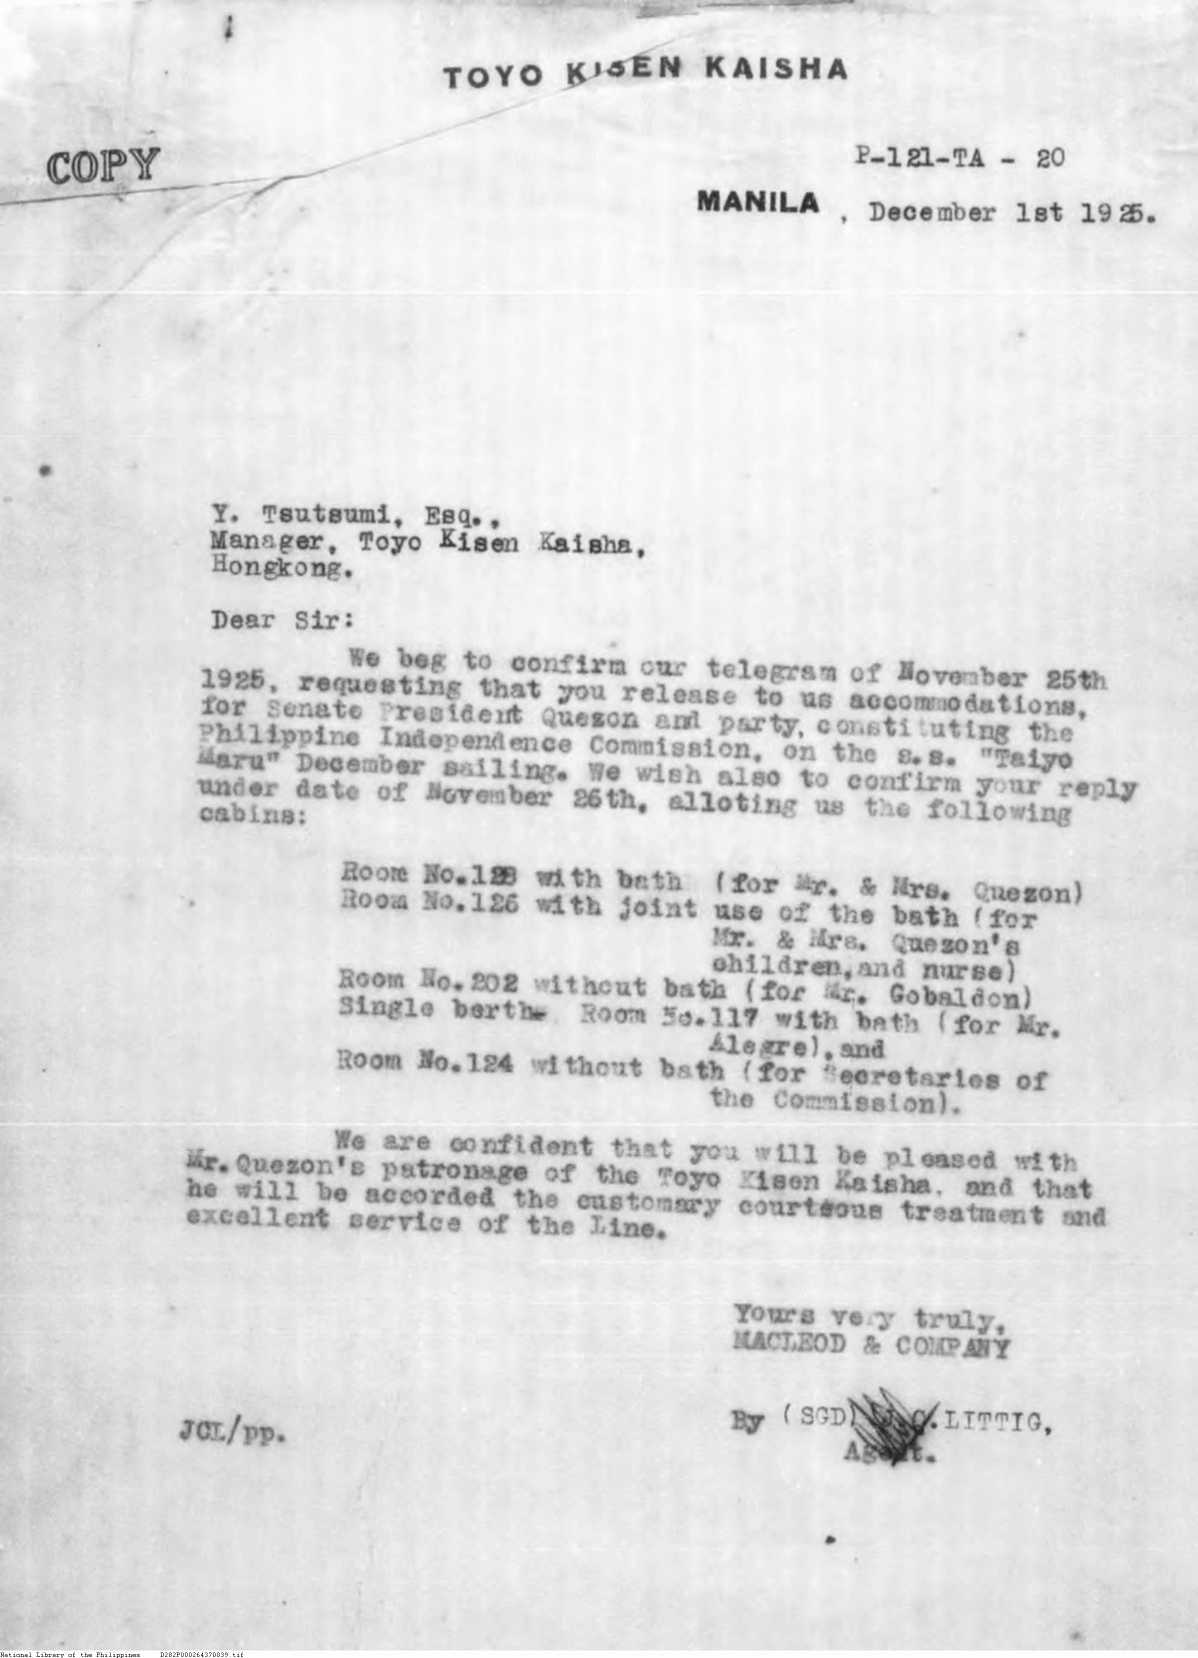 TOYO KISEN KAISHA
COPY
P-121-TA - 20
MANILA , December 1st 1925.
Y. Tsutsumi, Esq.,
Manager, Toyo Kisen Kaisha,
Hongkong.
Dear Sir:
We beg to confirm our telegram of November 25th
1925, requesting that you release to us accommodations,
for Senate President Quezon and party, constituting the
Philippine Independence Commission, on the s.s. "Taiyo
Maru" December sailing. We wish also to confirm your reply
under date of November 26th, alloting us the following
cabins:
Room No. with bath (for Mr. & Mrs. Quezon)
Room No.126 with joint use of the bath (for
Mr. & Mrs. Quezon's
children,and nurse)
Room No.202 without bath (for Mr. Gobaldon)
Single berth Room No.117 with bath (for Mr.
Alegre),and
Room No.124 without bath (for Secretaries of
the Commission).
We are confident that you will be pleased with
Mr.Quezon's patronage of the Toyo Kisen Kaisha, and that
he will be accorded the customary courteous treatment and
excellent service of the Line.
Yours very truly,
MACLEOD & COMPANY
By (SGD) C.LITTIG,
JCL/pp.
Agent.
National Library of the Philippines D282P000264370839.tif